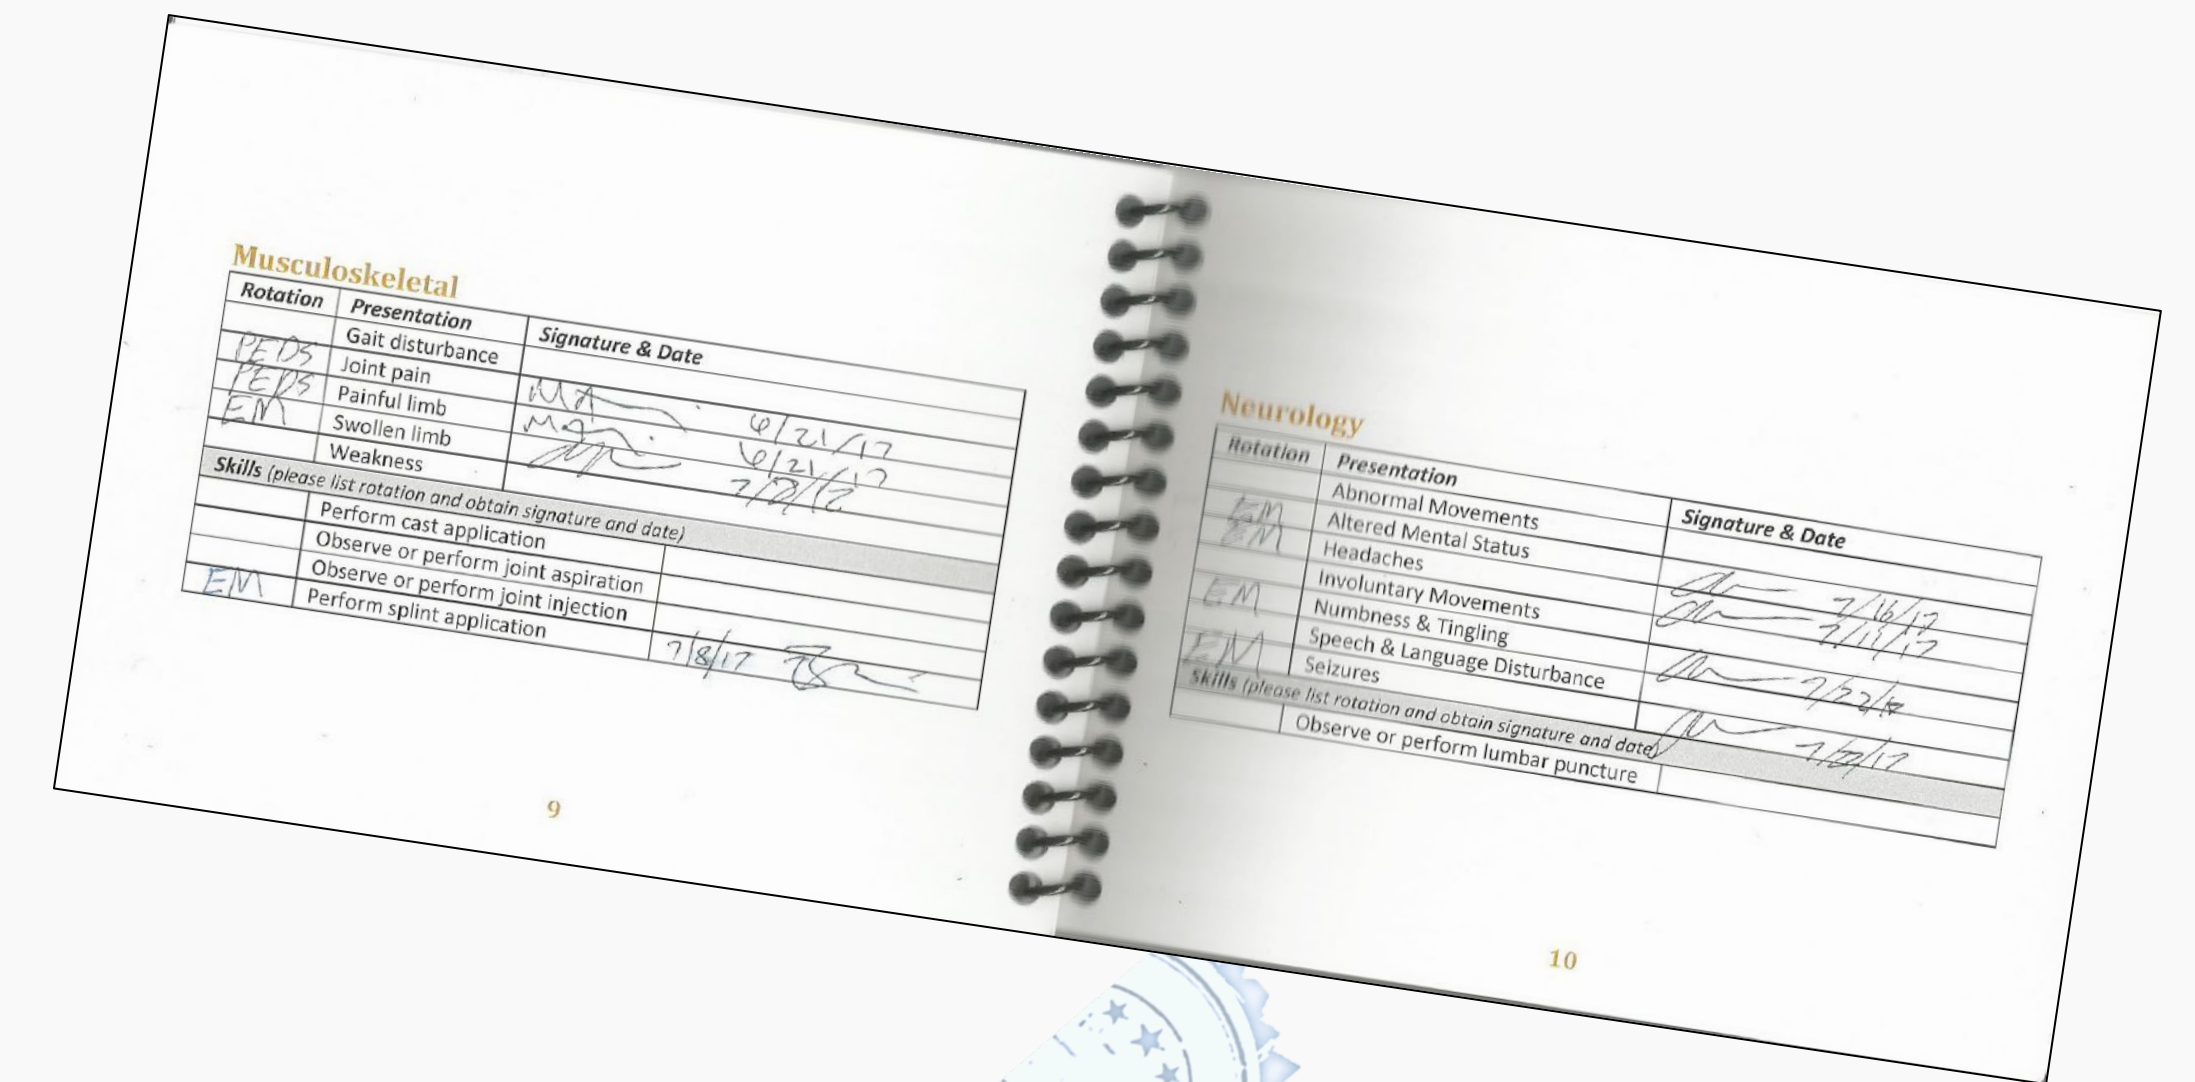 Musculoskeletal
Rotation Presentation Signature & Date
Gait disturbance
PEDS Joint pain 6/21/17
PEDS Painful limb 6/21/17
EM Swollen limb
Weakness
Skills (please list rotation and obtain signature and date)
Perform cast application
Observe or perform joint aspiration
Observe or perform joint injection
EM Perform splint application 7/8/17
9
Neurology
Rotation Presentation Signature & Date
Abnormal Movements
EM Altered Mental Status 7/16/17
EM Headaches 7/11/17
Involuntary Movements
EM Numbness & Tingling
Speech & Language Disturbance
EM Seizures
Skills (please list rotation and obtain signature and date)
Observe or perform lumbar puncture
10